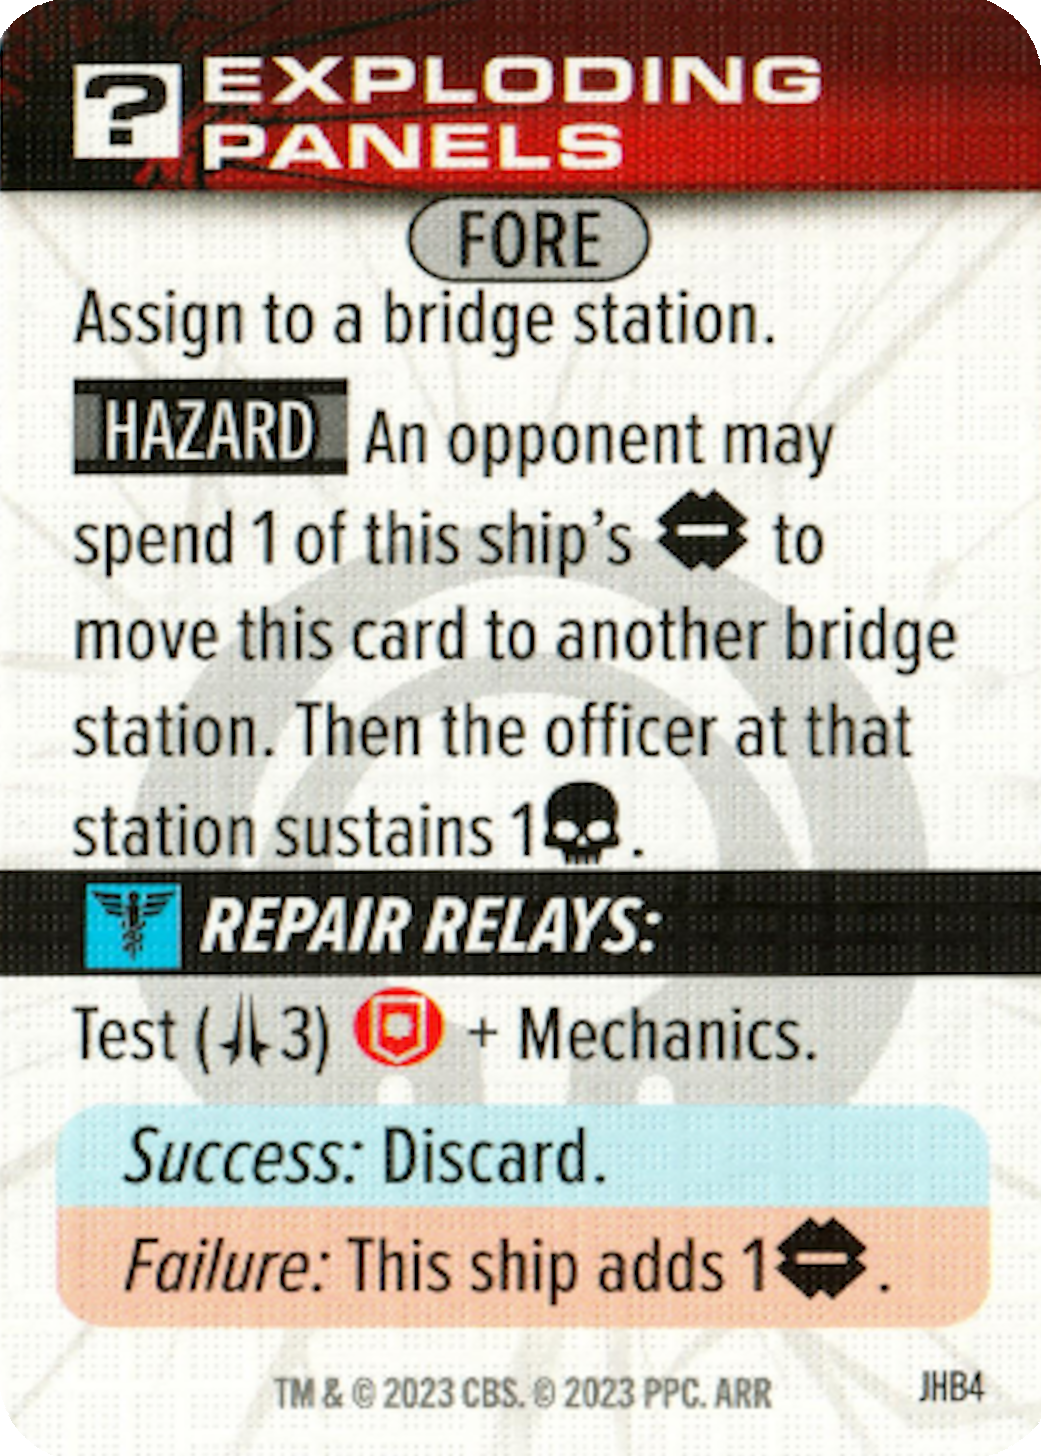 ?
EXPLODING
PANELS
FORE
Assign to a bridge station.
HAZARD An opponent may
spend 1 of this ship’s to
move this card to another bridge
station. Then the officer at that
station sustains 1 .
REPAIR RELAYS:
Test ( 3) + Mechanics.
Success: Discard.
Failure: This ship adds 1 .
TM & © 2023 CBS. © 2023 PPC. ARR
JHB4